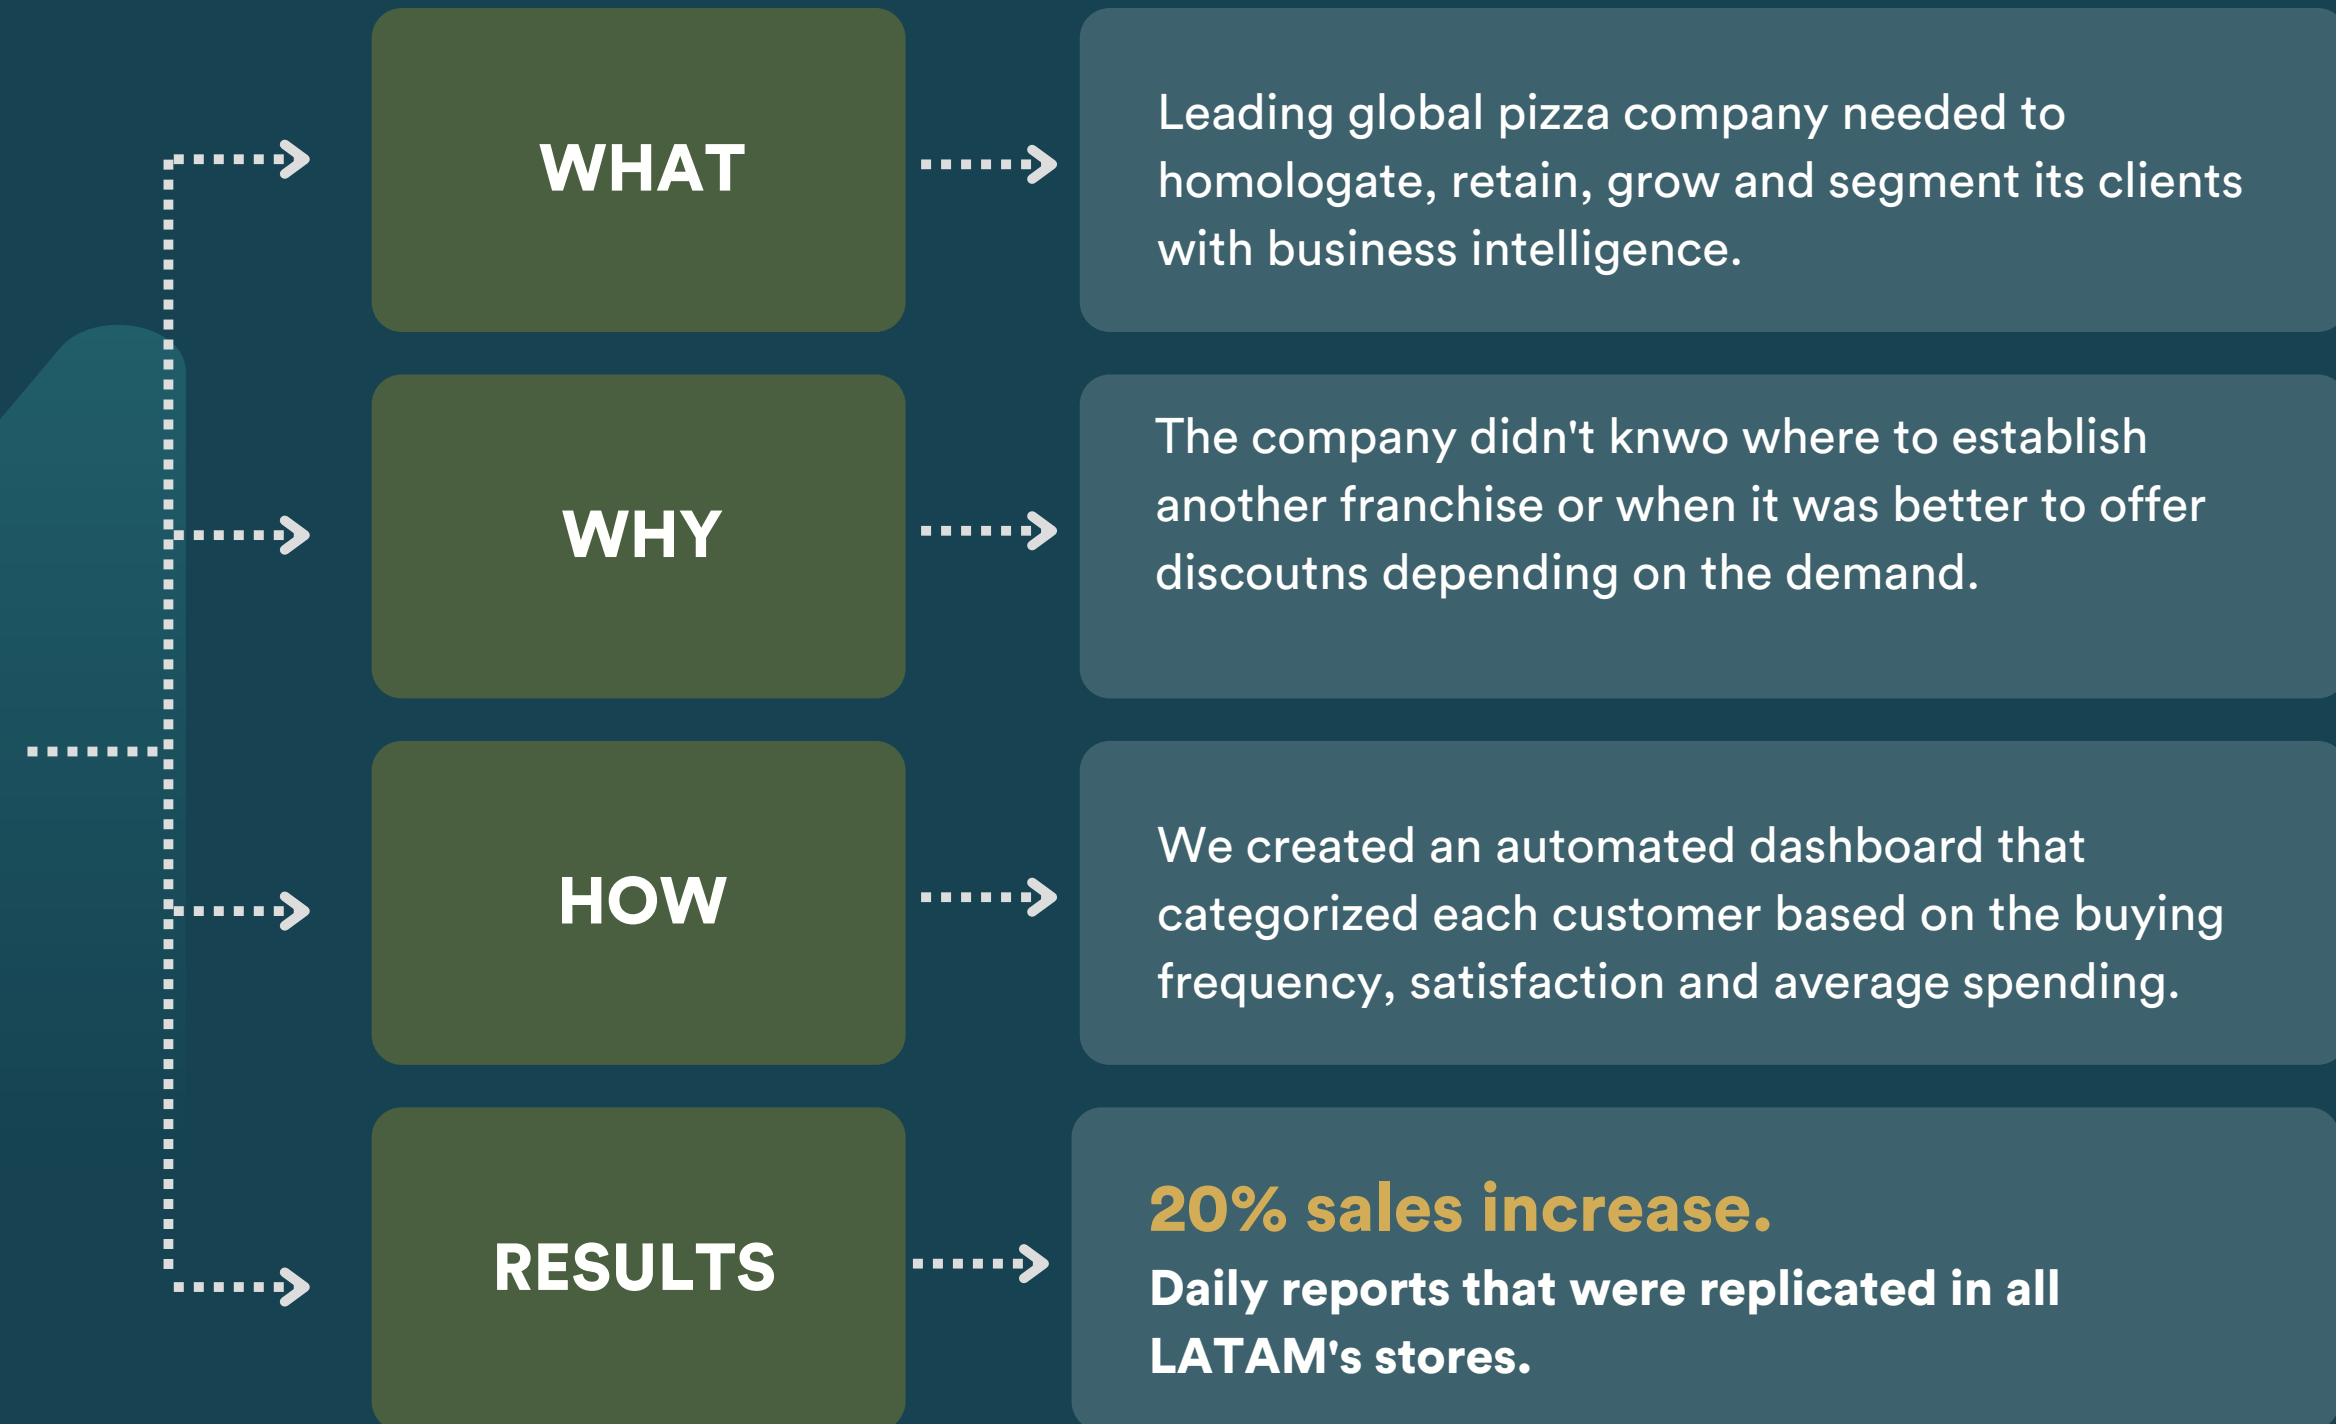 WHAT
Leading global pizza company needed to
homologate, retain, grow and segment its clients
with business intelligence.
WHY
The company didn't knwo where to establish
another franchise or when it was better to offer
discoutns depending on the demand.
HOW
We created an automated dashboard that
categorized each customer based on the buying
frequency, satisfaction and average spending.
RESULTS
20% sales increase.
Daily reports that were replicated in all
LATAM's stores.